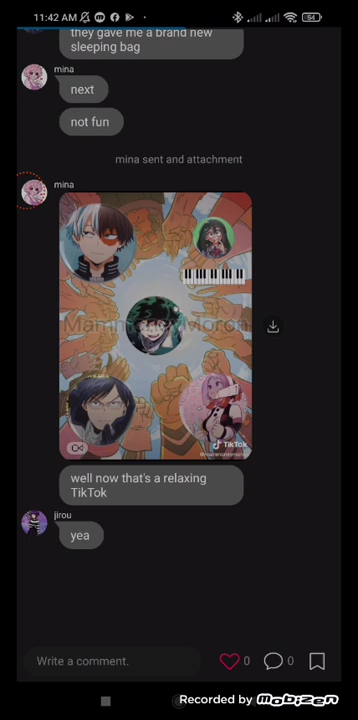 11:42 AM
54
they gave me a brand new
sleeping bag
mina
next
not fun
mina sent and attachment
mina
TikTok
well now that's a relaxing
TikTok
jirou
yea
Write a comment.
0
0
Recorded by MOBIZEN